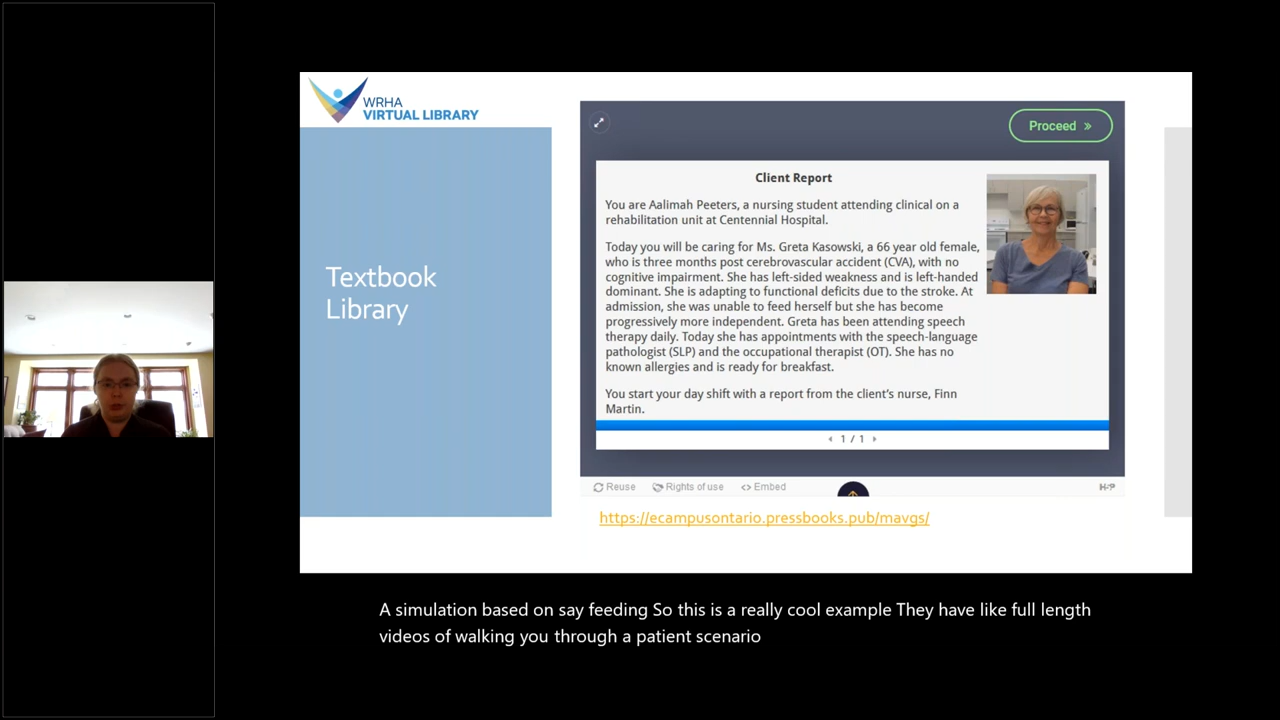 WRHA
VIRTUAL LIBRARY
Textbook
Library
Proceed »
Client Report
You are Aalimah Peeters, a nursing student attending clinical on a
rehabilitation unit at Centennial Hospital.
Today you will be caring for Ms. Greta Kasowski, a 66 year old female,
who is three months post cerebrovascular accident (CVA), with no
cognitive impairment. She has left-sided weakness and is left-handed
dominant. She is adapting to functional deficits due to the stroke. At
admission, she was unable to feed herself but she has become
progressively more independent. Greta has been attending speech
therapy daily. Today she has appointments with the speech-language
pathologist (SLP) and the occupational therapist (OT). She has no
known allergies and is ready for breakfast.
You start your day shift with a report from the client's nurse, Finn
Martin.
1 / 1
Reuse Rights of use <> Embed H-P
https://ecampusontario.pressbooks.pub/mavgs/
A simulation based on say feeding So this is a really cool example They have like full length
videos of walking you through a patient scenario